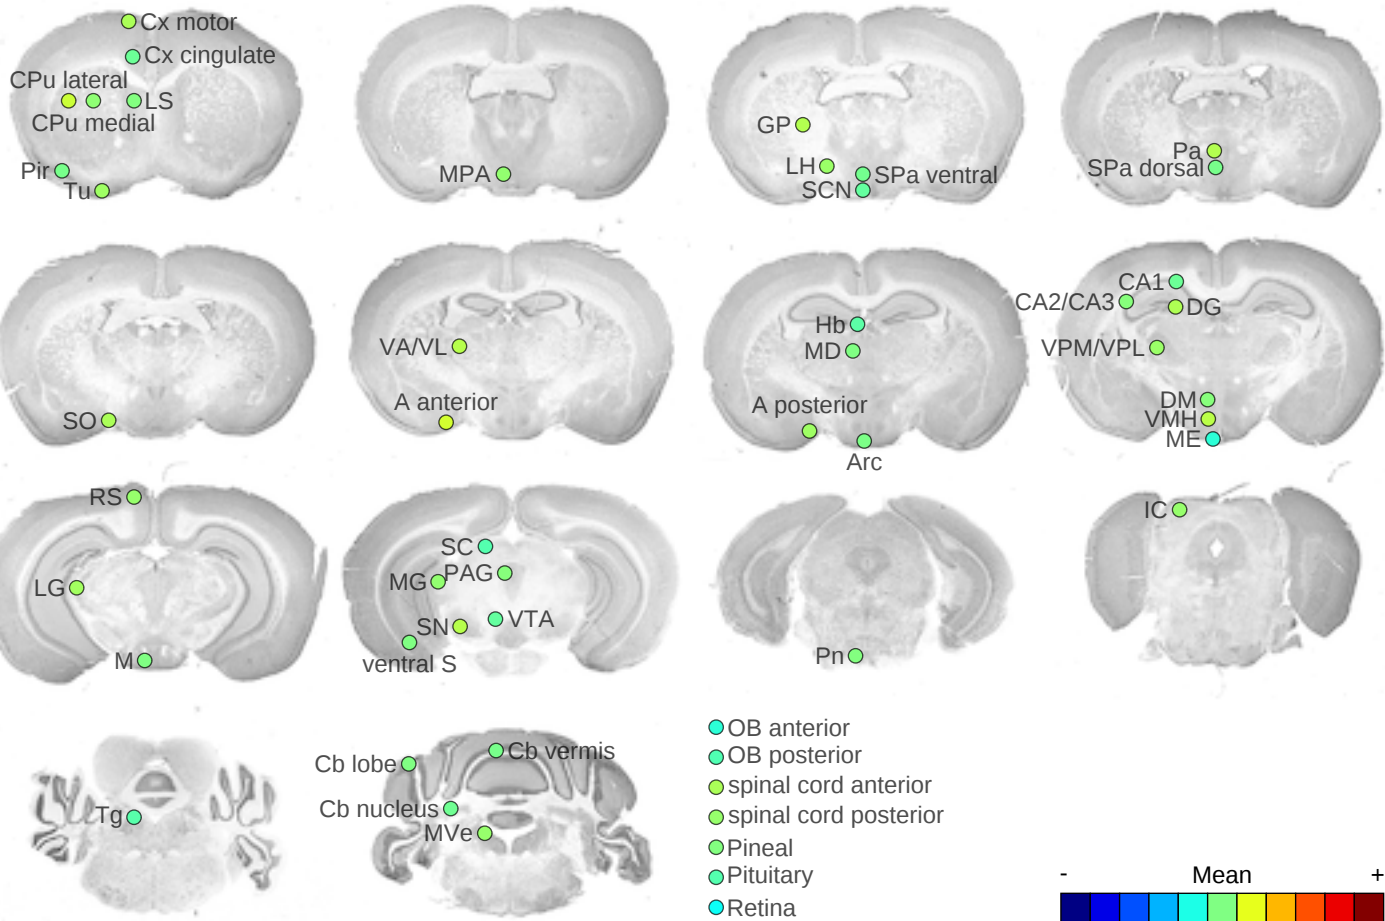 Cx motor
Cx cingulate
CPu lateral
LS
CPu medial
Pir
Tu
MPA
GP
LH
SPa ventral
SCN
Pa
SPa dorsal
SO
VA/VL
A anterior
Hb
MD
A posterior
Arc
CA1
CA2/CA3
DG
VPM/VPL
DM
VMH
ME
RS
LG
M
SC
PAG
MG
VTA
SN
ventral S
Pn
IC
Tg
Cb vermis
Cb lobe
Cb nucleus
MVe
OB anterior
OB posterior
spinal cord anterior
spinal cord posterior
Pineal
Pituitary
Retina
- Mean +